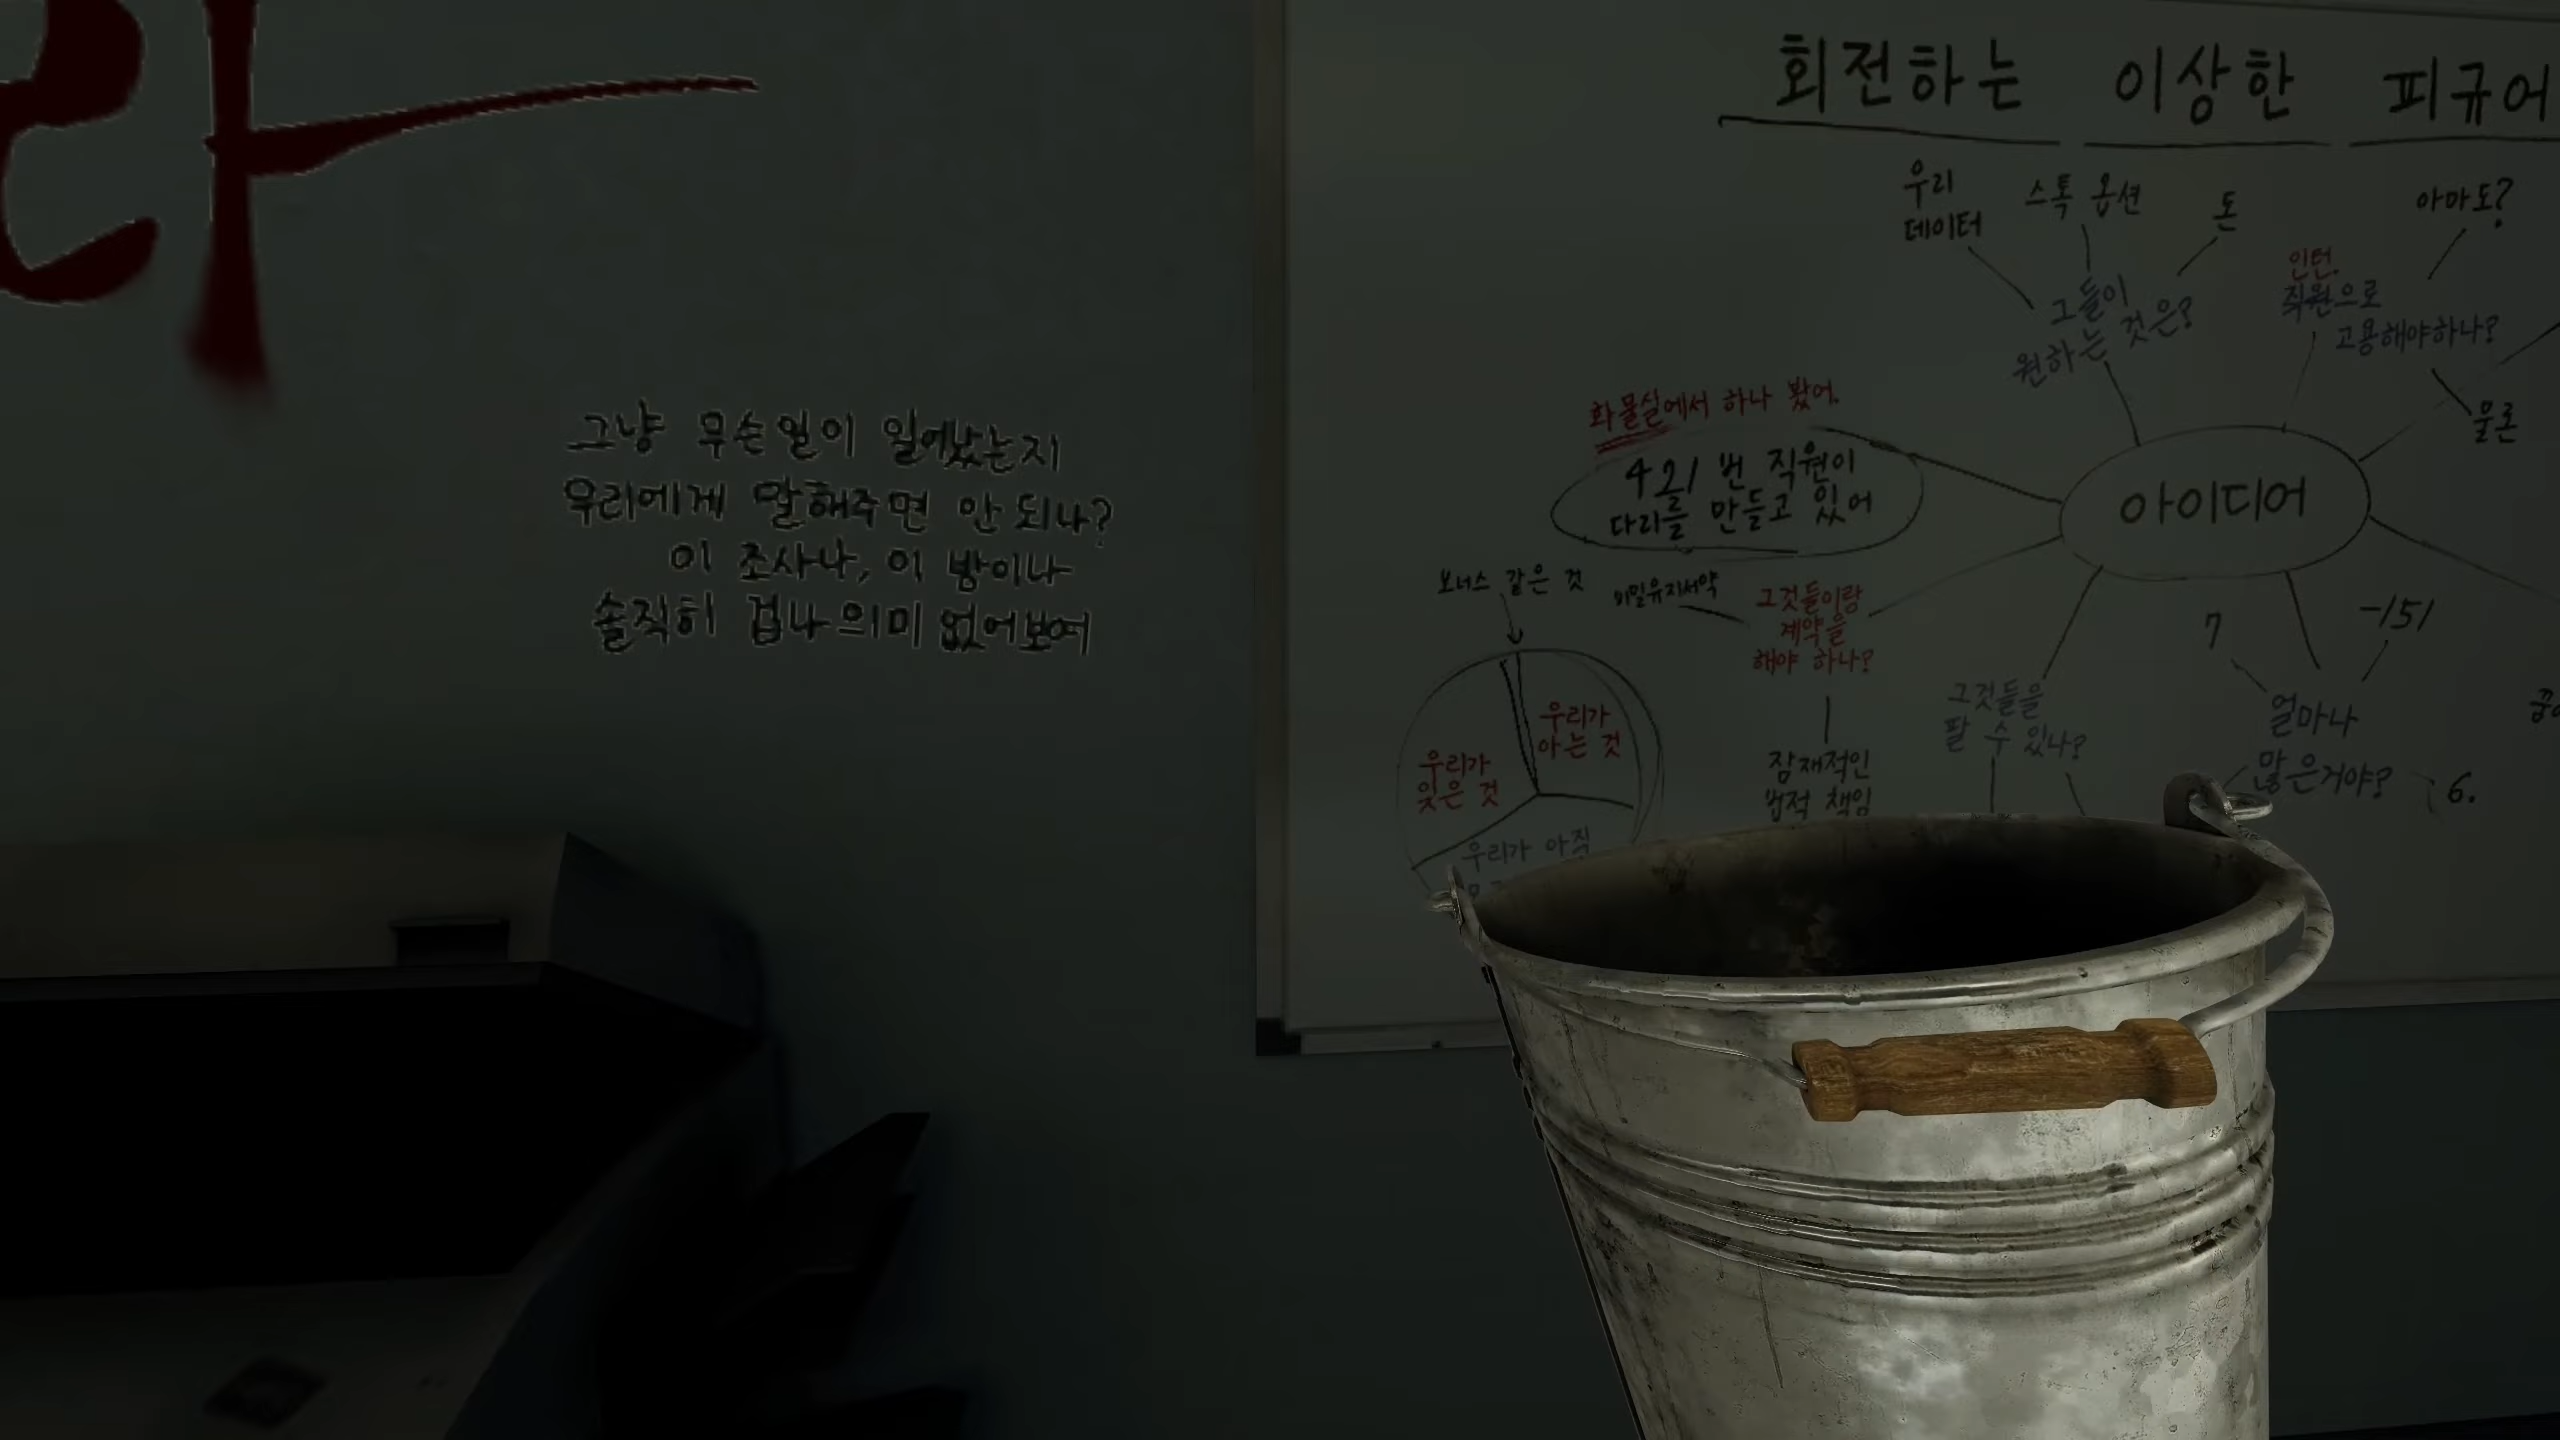 라
그냥 무슨일이 일어났는지
우리에게 말해주면 안 되나?
이 조사나, 이 방이나
솔직히 겁나 의미 없어보여
회전하는 이상한 피규어
우리
데이터
스톡 옵션
돈
그들이
원하는 것은?
아마도?
인턴.
직원으로
고용해야하나?
물론
화물실에서 하나 봤어.
421 번 직원이
다리를 만들고 있어
아이디어
보너스 같은 것
비밀유지서약
그것들이랑
계약을
해야 하나?
잠재적인
법적 책임
우리가
아는 것
우리가
잊은 것
우리가 아직
그것들을
팔 수 있나?
7
-151
얼마나
많은거야?
6.